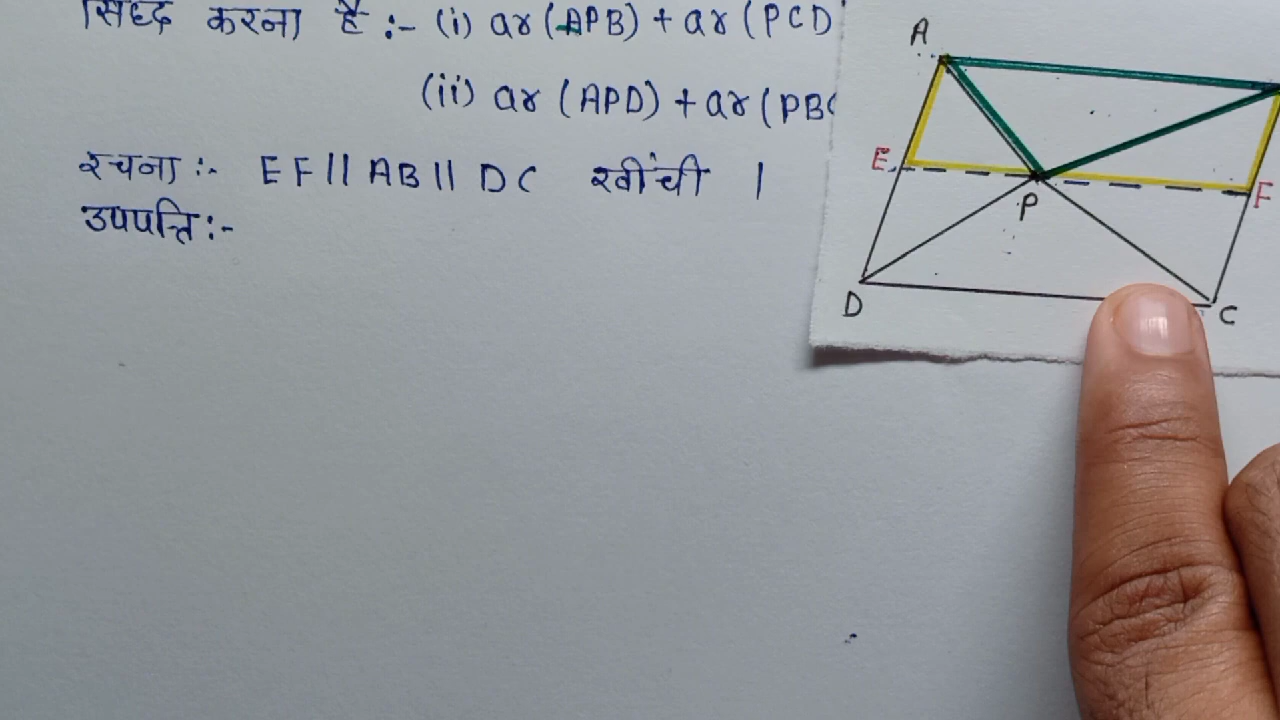 सिध्द करना है :- (i) ar (APB) + ar (PCD)
(ii) ar (APD) + ar (PBC
रचना :- EF || AB || DC खींची |
उपपत्ति :-
A
E
F
P
D
C